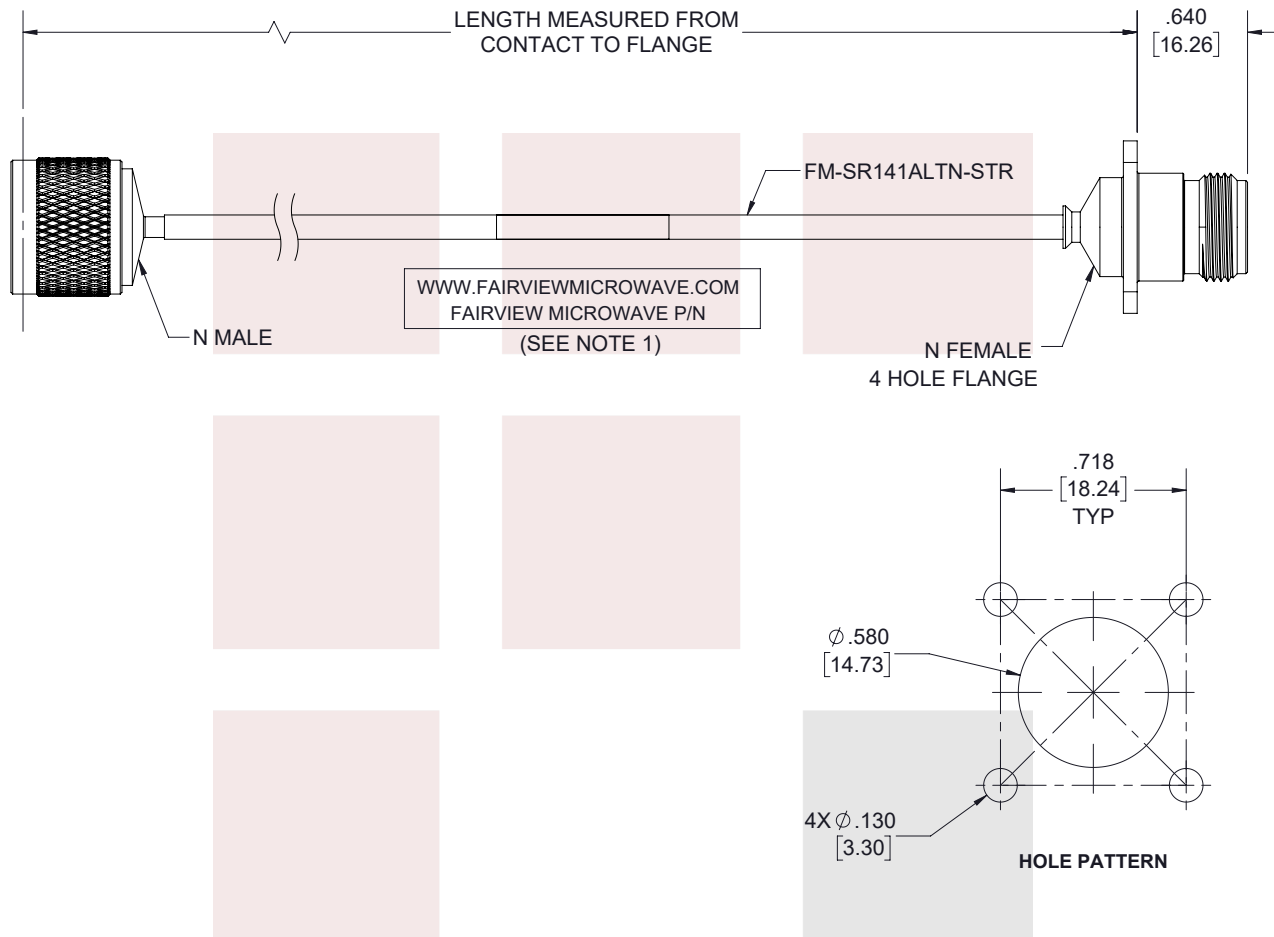 LENGTH MEASURED FROM
CONTACT TO FLANGE
.640
[16.26]
FM-SR141ALTN-STR
WWW.FAIRVIEWMICROWAVE.COM
FAIRVIEW MICROWAVE P/N
(SEE NOTE 1)
N MALE
N FEMALE
4 HOLE FLANGE
.718
[18.24]
TYP
∅.580
[14.73]
4X ∅.130
[3.30]
HOLE PATTERN